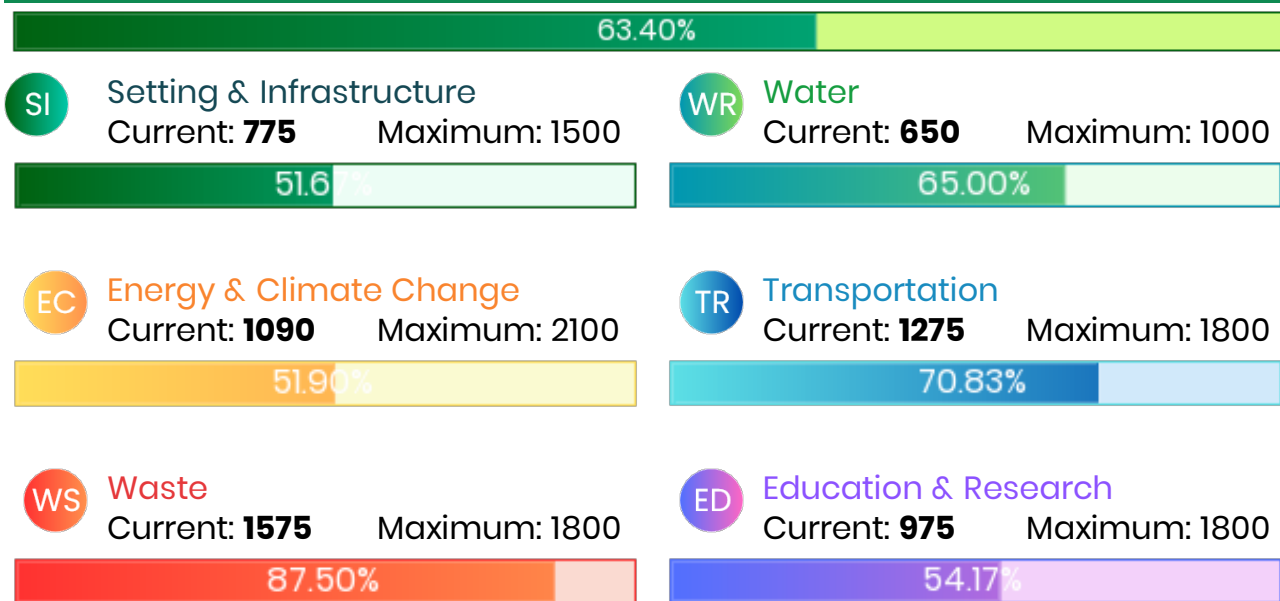 63.40%
SI Setting & Infrastructure
Current: 775 Maximum: 1500
51.67%
WR Water
Current: 650 Maximum: 1000
65.00%
EC Energy & Climate Change
Current: 1090 Maximum: 2100
51.90%
TR Transportation
Current: 1275 Maximum: 1800
70.83%
WS Waste
Current: 1575 Maximum: 1800
87.50%
ED Education & Research
Current: 975 Maximum: 1800
54.17%